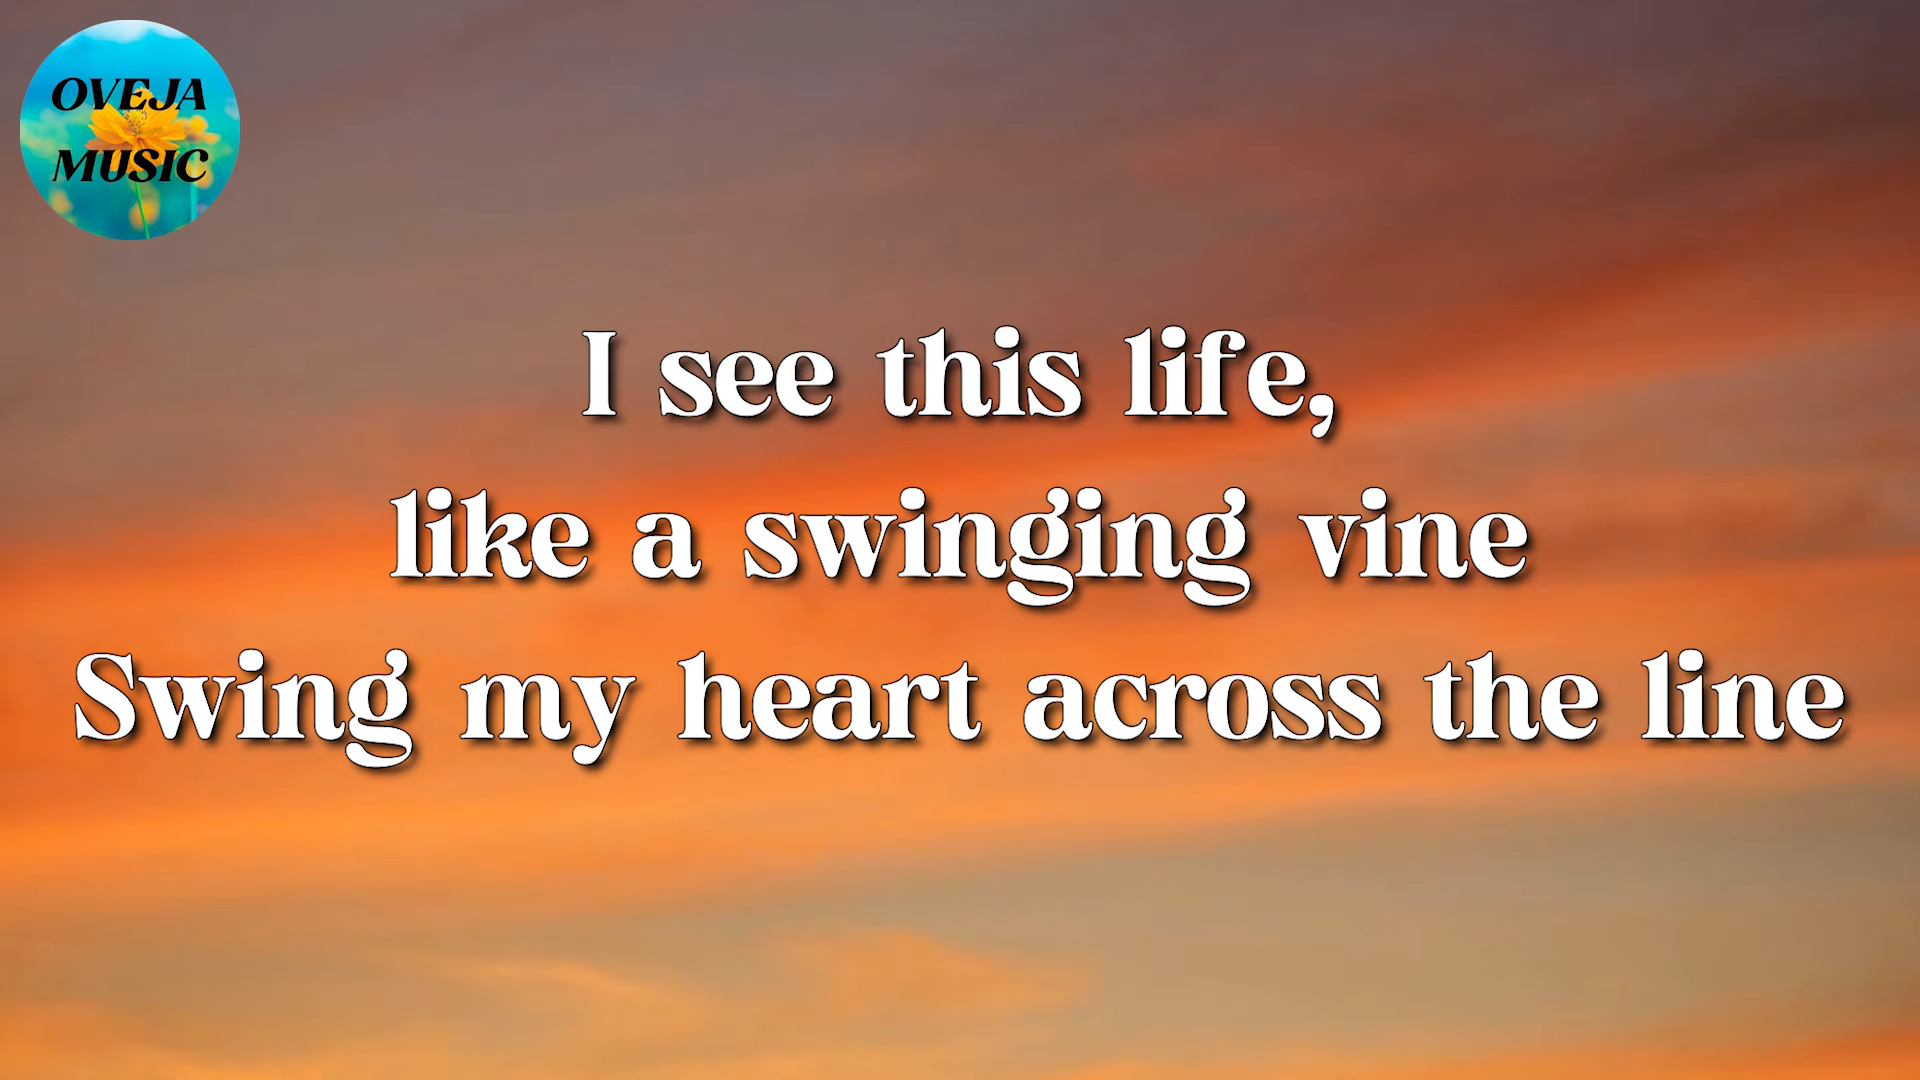 OVEJA
MUSIC
I see this life,
like a swinging vine
Swing my heart across the line